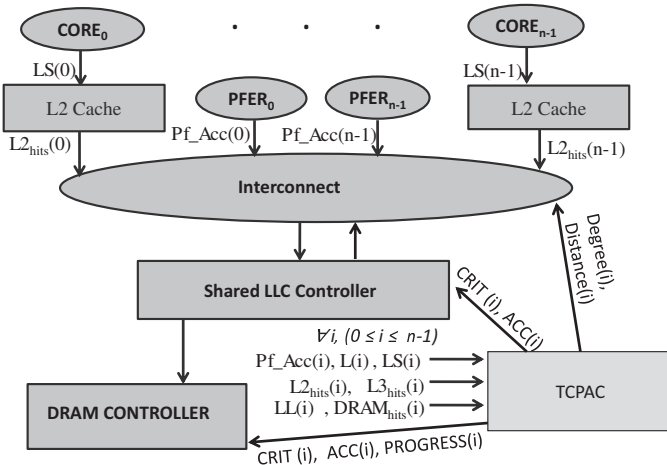 CORE0 . . . COREn-1
LS(0) LS(n-1)
L2 Cache PFER0 PFERn-1 L2 Cache
L2hits(0) Pf_Acc(0) Pf_Acc(n-1) L2hits(n-1)
Interconnect
Degree(i),
Distance(i)
Shared LLC Controller
CRIT (i), ACC(i)
∀i, (0 ≤ i ≤ n-1)
Pf_Acc(i), L(i) , LS(i)
L2hits(i), L3hits(i)
LL(i) , DRAMhits(i)
TCPAC
DRAM CONTROLLER
CRIT (i), ACC(i), PROGRESS(i)